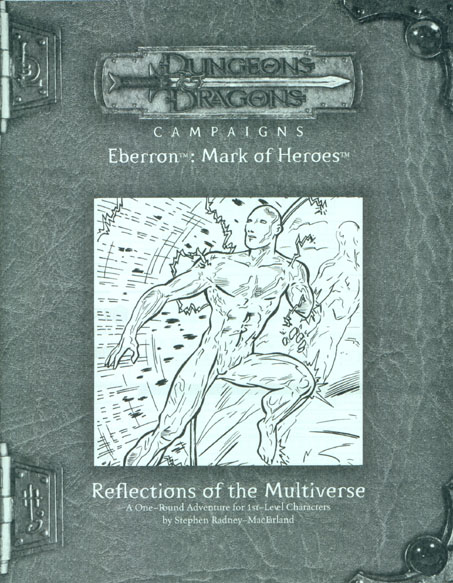 DUNGEONS
&
DRAGONS
CAMPAIGNS
Eberron™: Mark of Heroes™
Reflections of the Multiverse
A One-Round Adventure for 1st-Level Characters
by Stephen Radney-MacFarland